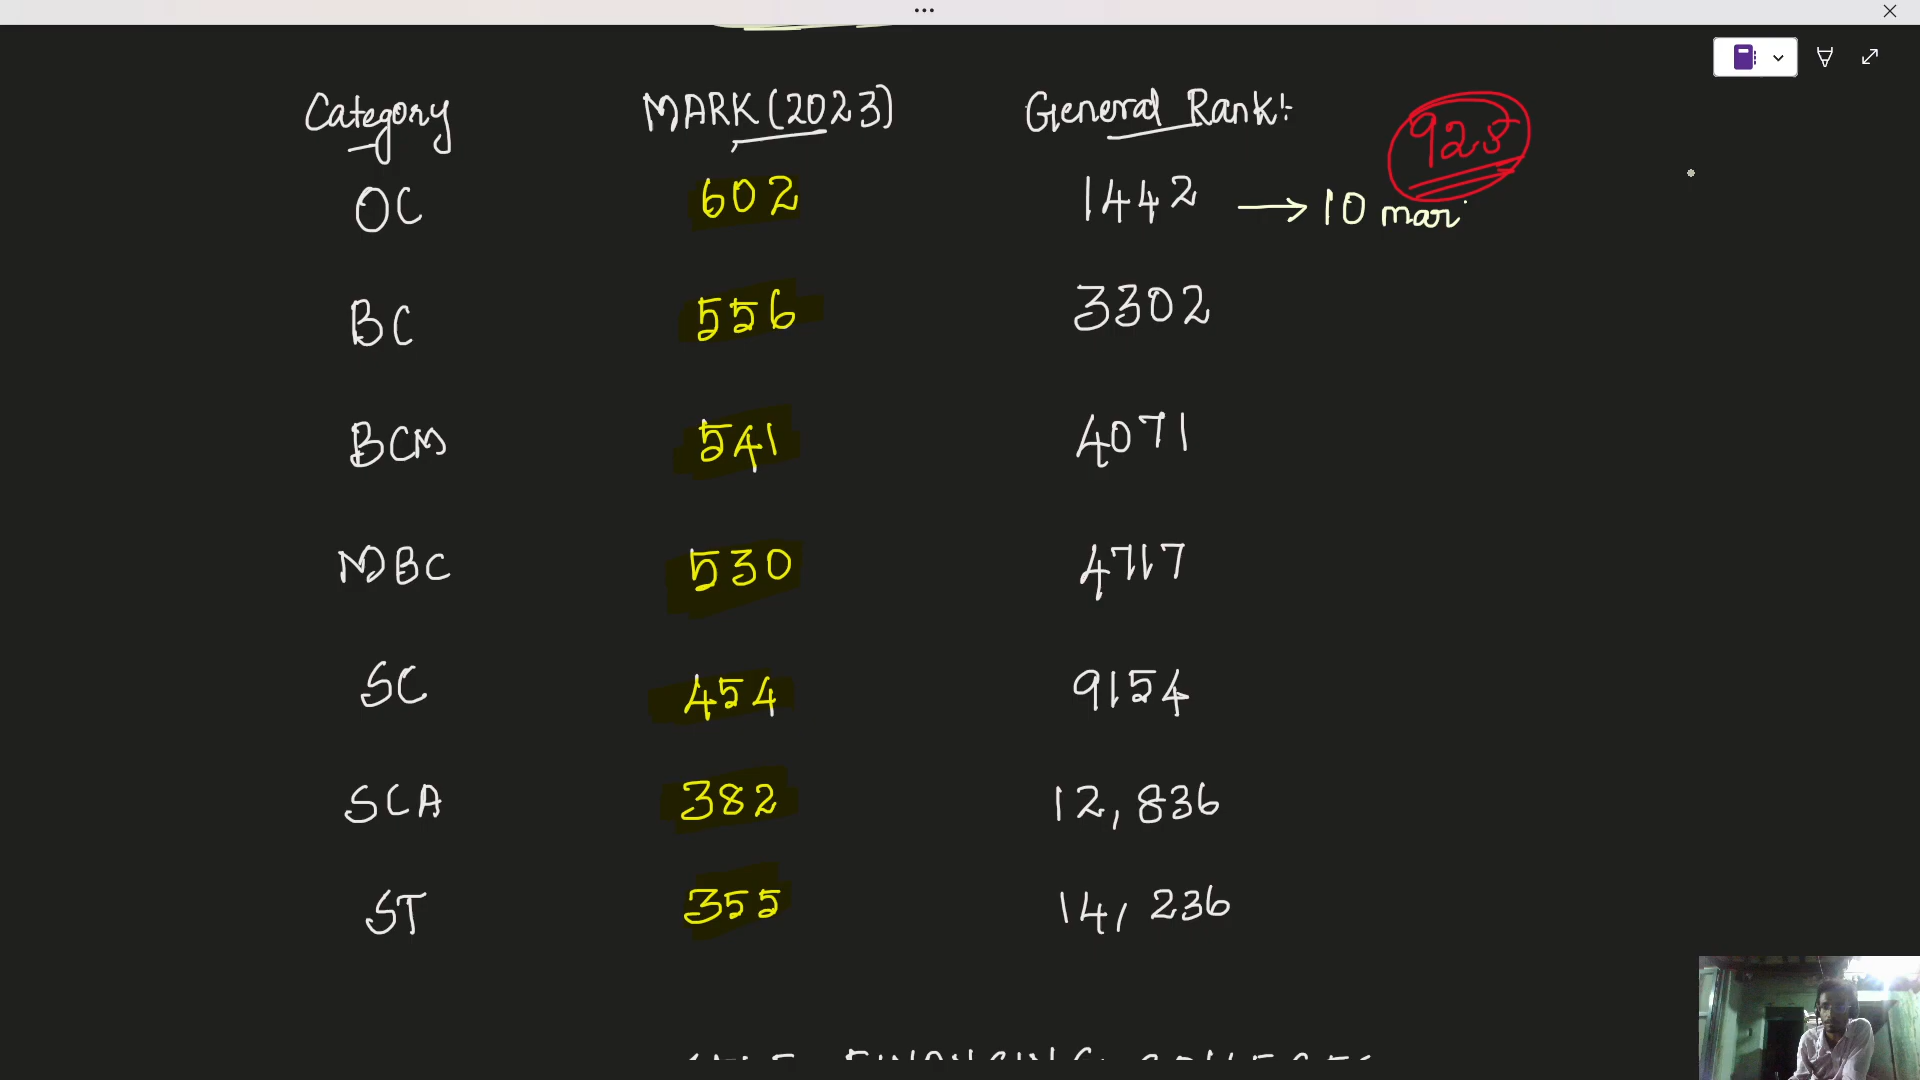 Category MARK (2023) General Rank:-
928
OC 602 1442 → 10 mar
BC 556 3302
BCM 541 4071
MBC 530 4717
SC 454 9154
SCA 382 12,836
ST 355 14,236